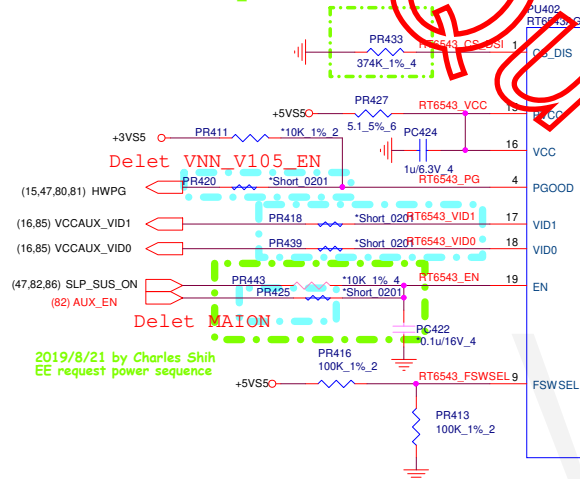 PU402
PR433
RT6543_CS_DSI
1
CS_DIS
374K_1%_4
PR427
RT6543_VCC
+5VS5
5.1_5%_6
PR411
*10K_1%_2
PC424
16
VCC
+3VS5
Delet VNN_V105_EN
1u/6.3V_4
PR420
*Short_0201
RT6543_PG
4
PGOOD
(15,47,80,81) HWPG
(16,85) VCCAUX_VID1
PR418
*Short_0201
RT6543_VID1
17
VID1
(16,85) VCCAUX_VID0
PR439
*Short_0201
RT6543_VID0
18
VID0
(47,82,86) SLP_SUS_ON
PR443
*10K_1%_4
RT6543_EN
19
EN
(82) AUX_EN
PR425
*Short_0201
Delet MAION
PC422
*0.1u/16V_4
2019/8/21 by Charles Shih
EE request power sequence
PR416
100K_1%_2
+5VS5
RT6543_FSWSEL
9
FSWSEL
PR413
100K_1%_2